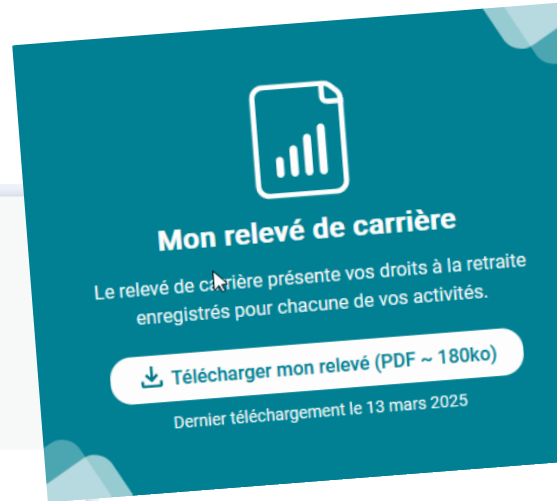 Mon relevé de carrière
Le relevé de carrière présente vos droits à la retraite
enregistrés pour chacune de vos activités.
Télécharger mon relevé (PDF ~ 180ko)
Dernier téléchargement le 13 mars 2025